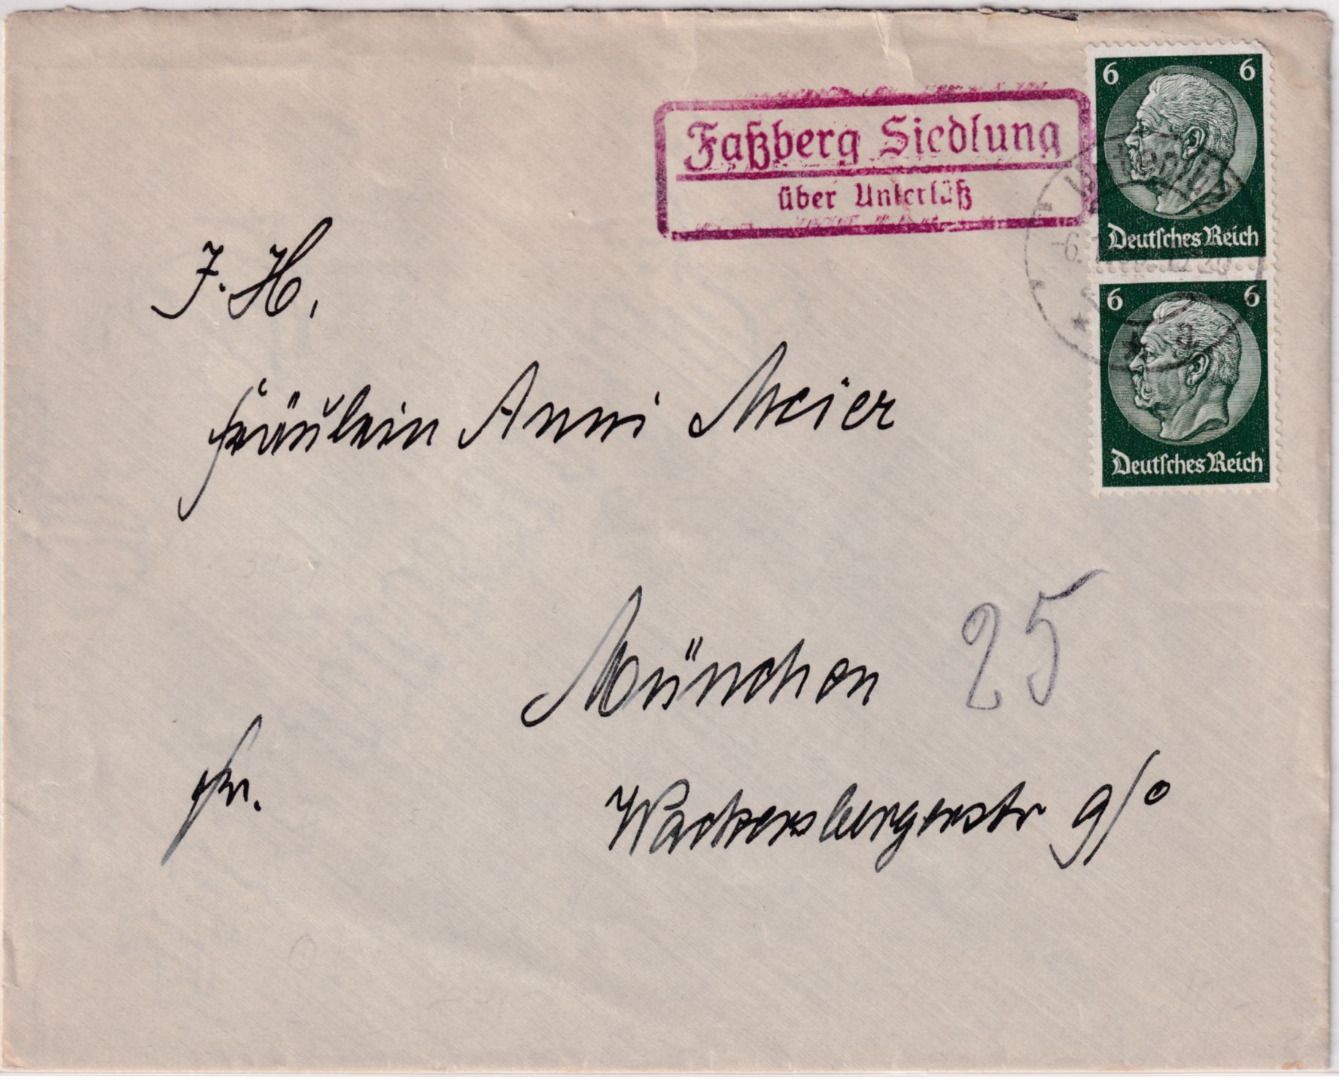 Faßberg Siedlung
über Unterlüß
6 6
Deutsches Reich
6 6
Deutsches Reich
J. H.
Fräulein Anni Meier
München 25
Wackersbergerstr 9/0